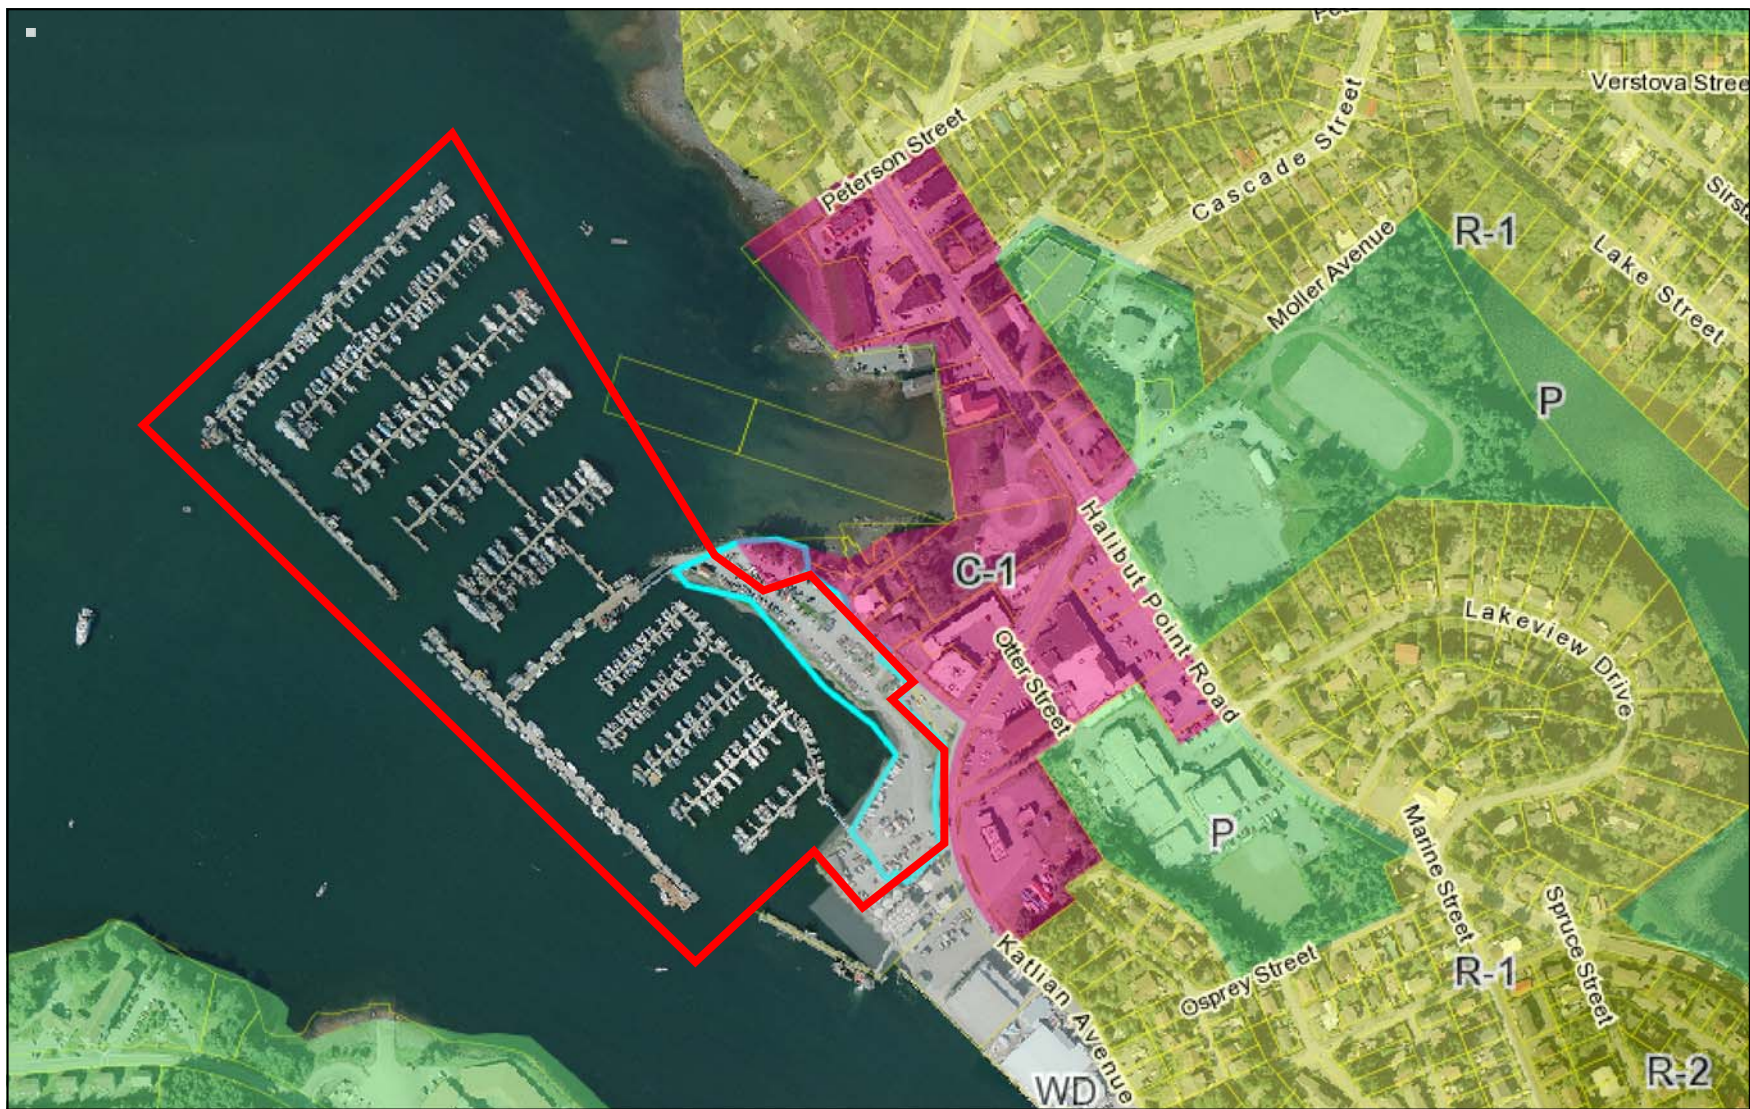 Verstova Stree
Peterson Street
Cascade Street
Sirst
R-1
Lake Street
Moller Avenue
P
Halibut Point Road
C-1
Lakeview Drive
Otter Street
P
Marine Street
Spruce Street
Katlian Avenue
Osprey Street
R-1
R-2
WD